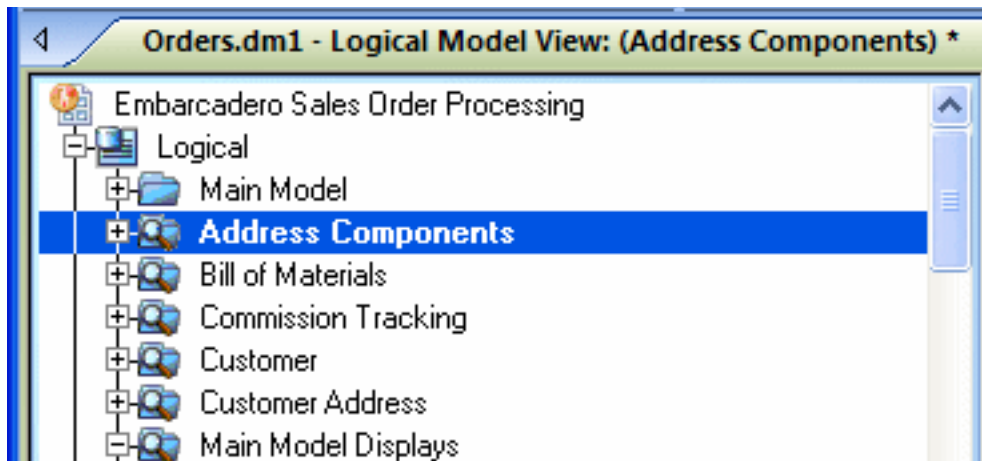 Orders.dm1 - Logical Model View: (Address Components) *
Embarcadero Sales Order Processing
Logical
Main Model
Address Components
Bill of Materials
Commission Tracking
Customer
Customer Address
Main Model Displays